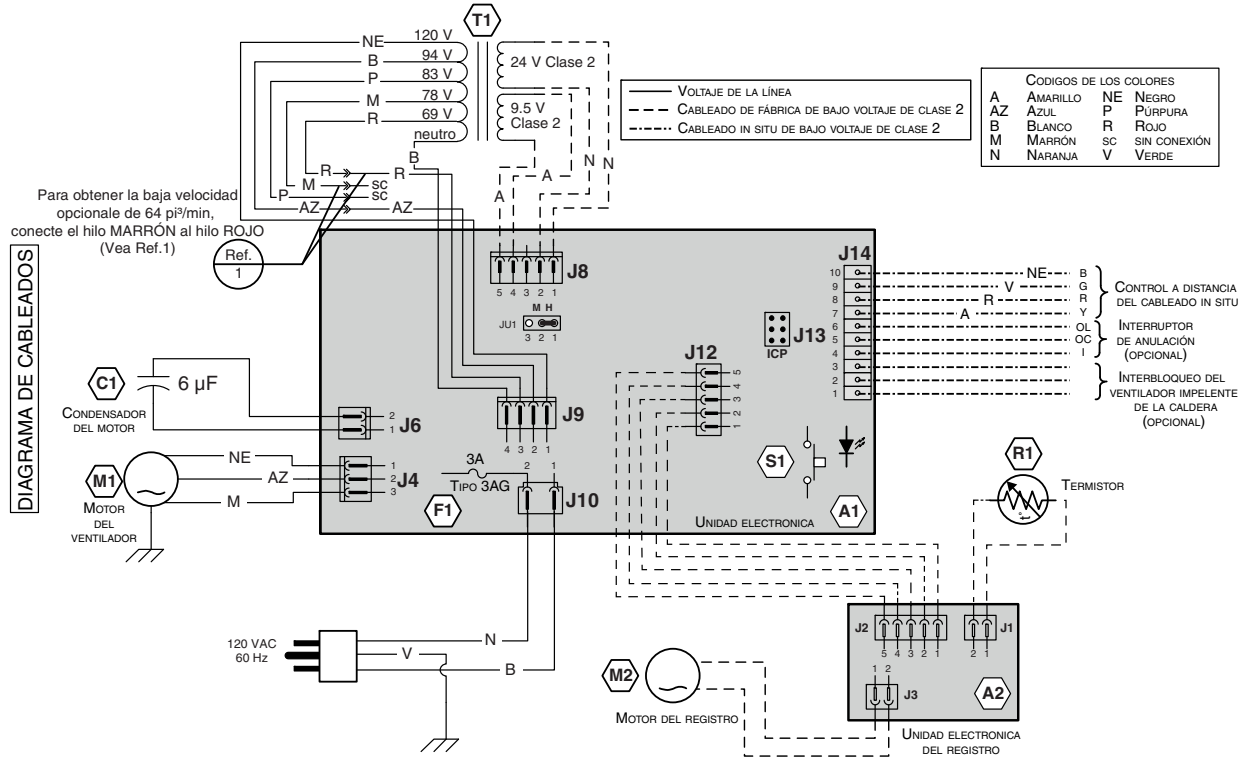 DIAGRAMA DE CABLEADOS
T1
NE
120 V
B
94 V
P
83 V
M
78 V
R
69 V
neutro
B
24 V Clase 2
9.5 V
Clase 2
N
N
A
A
VOLTAJE DE LA LÍNEA
CABLEADO DE FÁBRICA DE BAJO VOLTAJE DE CLASE 2
CABLEADO IN SITU DE BAJO VOLTAJE DE CLASE 2
CODIGOS DE LOS COLORES
A AMARILLO NE NEGRO
AZ AZUL P PÚRPURA
B BLANCO R ROJO
M MARRÓN SC SIN CONEXIÓN
N NARANJA V VERDE
R R
M SC
P SC
AZ AZ
Para obtener la baja velocidad
opcionale de 64 pi³/min,
conecte el hilo MARRÓN al hilo ROJO
(Vea Ref.1)
Ref.
1
J8
5 4 3 2 1
M H
JU1
3 2 1
J13
ICP
J14
10 NE B
9 V G
8 R R
7 A Y
6 OL
5 OC
4 I
3
2
1
CONTROL A DISTANCIA
DEL CABLEADO IN SITU
INTERRUPTOR
DE ANULACIÓN
(OPCIONAL)
INTERBLOQUEO DEL
VENTILADOR IMPELENTE
DE LA CALDERA
(OPCIONAL)
J12
5
4
3
2
1
C1
6 µF
CONDENSADOR
DEL MOTOR
2
1
J6
J9
4 3 2 1
M1
MOTOR
DEL
VENTILADOR
NE
AZ
M
1
2
3
J4
3A
TIPO 3AG
F1
2 1
J10
S1
A1
UNIDAD ELECTRONICA
R1
TERMISTOR
t°
120 VAC
60 Hz
N
V
B
J2
5 4 3 2 1
J1
2 1
M2
MOTOR DEL REGISTRO
1 2
J3
A2
UNIDAD ELECTRONICA
DEL REGISTRO